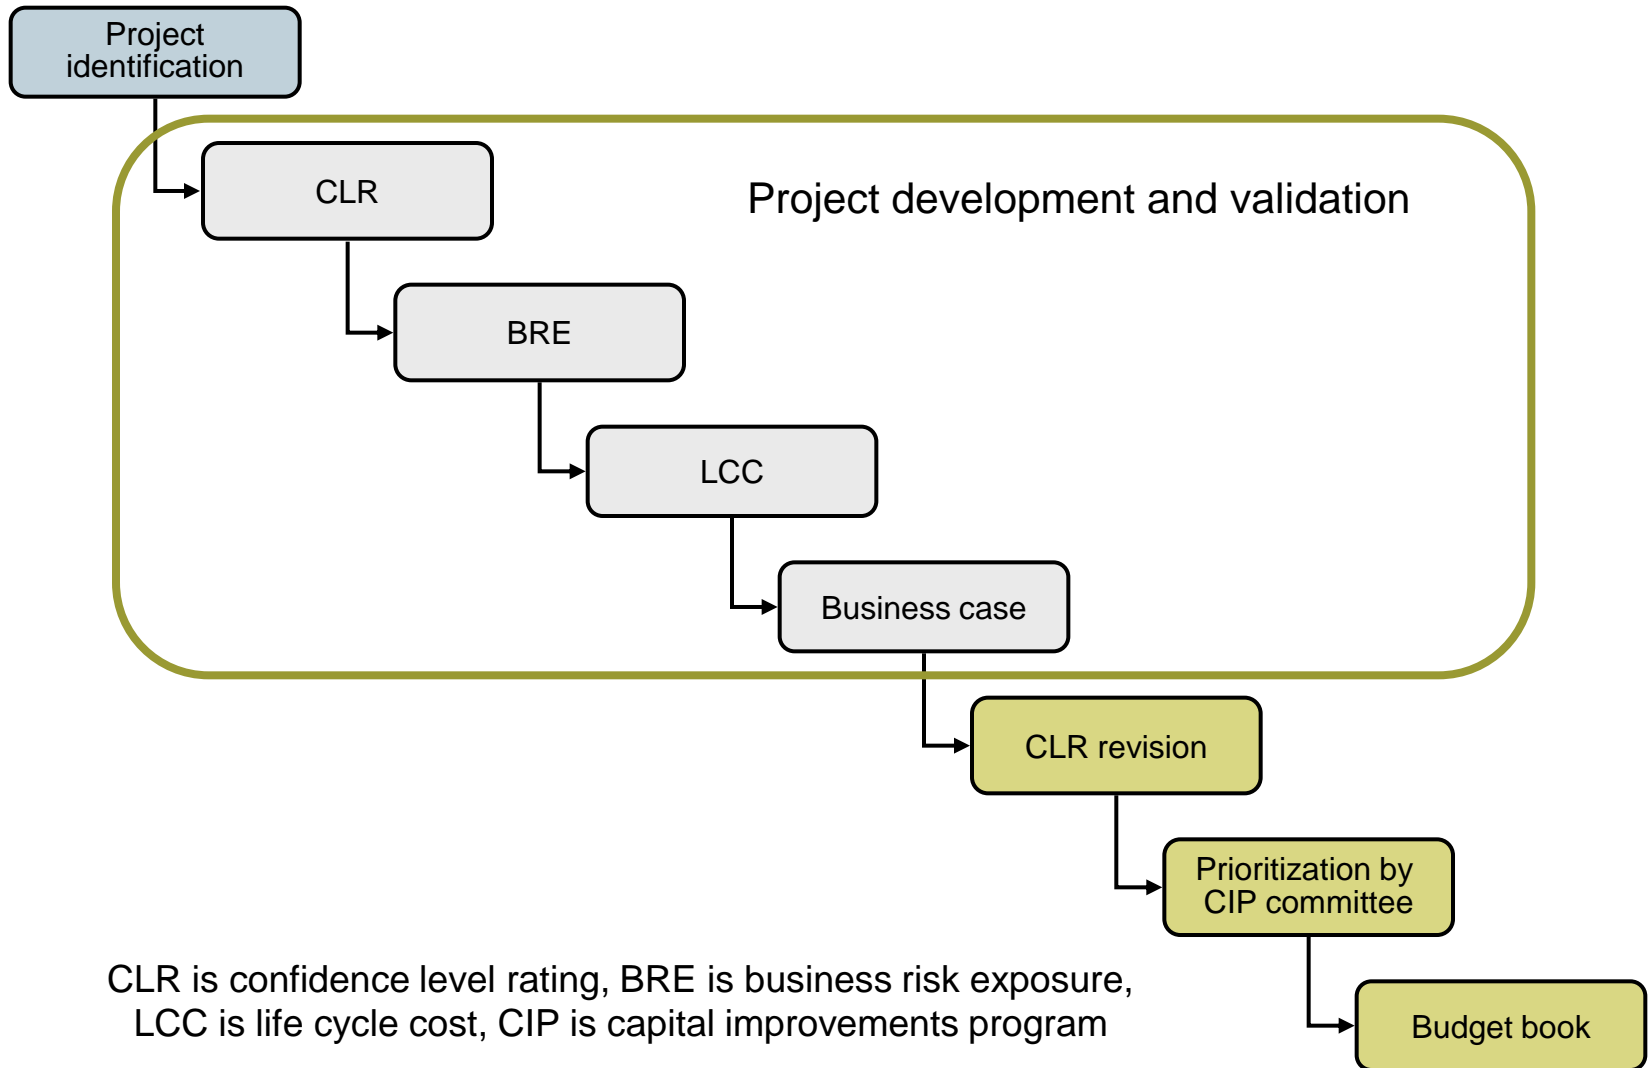 Project
identification
CLR
Project development and validation
BRE
LCC
Business case
CLR revision
Prioritization by
CIP committee
CLR is confidence level rating, BRE is business risk exposure,
LCC is life cycle cost, CIP is capital improvements program
Budget book